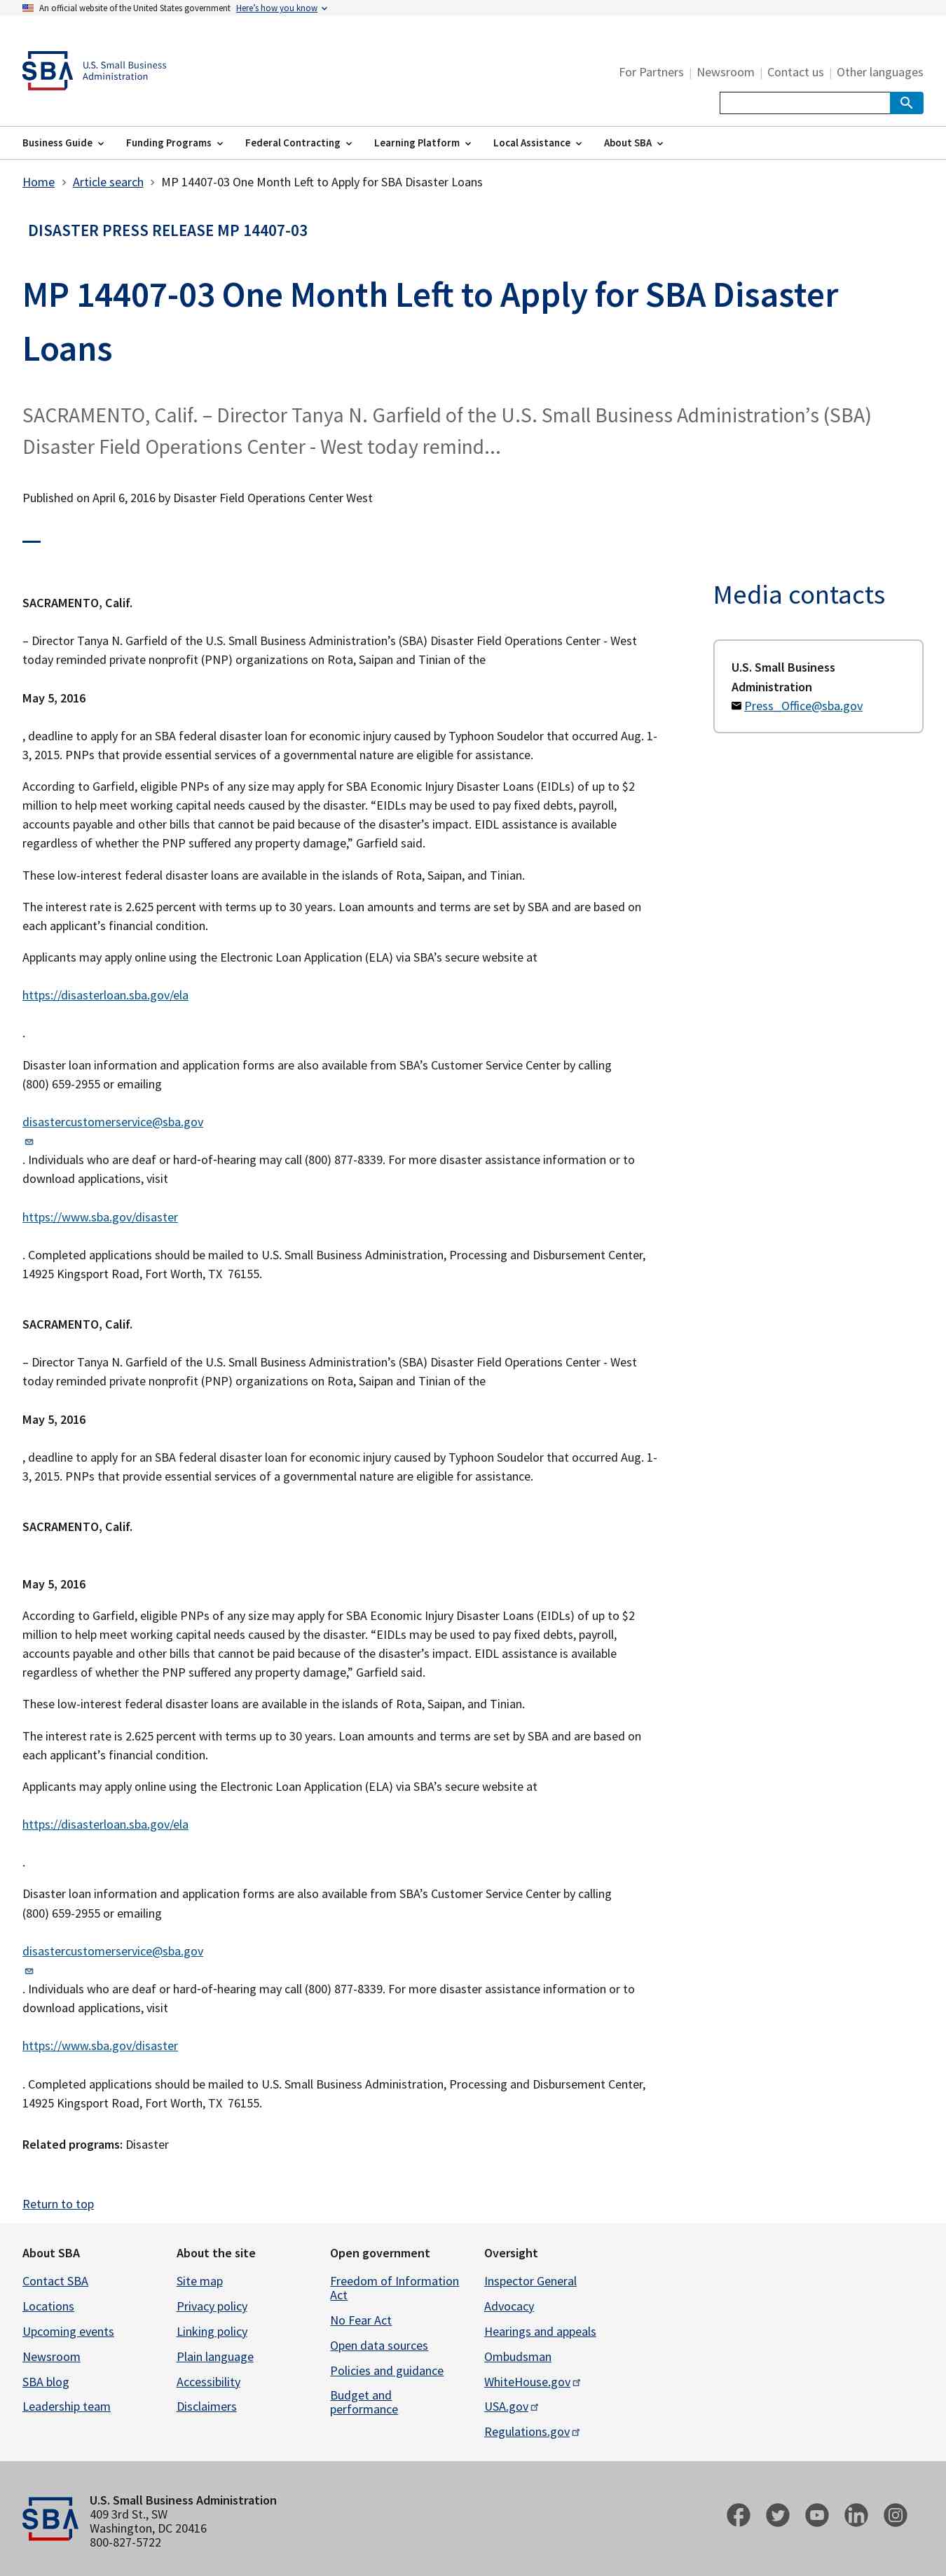 An official website of the United States government Here's how you know
SBA U.S. Small Business
Administration
For Partners Newsroom Contact us Other languages
Business Guide Funding Programs Federal Contracting Learning Platform Local Assistance About SBA
Home Article search MP 14407-03 One Month Left to Apply for SBA Disaster Loans
DISASTER PRESS RELEASE MP 14407-03
MP 14407-03 One Month Left to Apply for SBA Disaster
Loans
SACRAMENTO, Calif. – Director Tanya N. Garfield of the U.S. Small Business Administration’s (SBA)
Disaster Field Operations Center - West today remind...
Published on April 6, 2016 by Disaster Field Operations Center West
SACRAMENTO, Calif.
– Director Tanya N. Garfield of the U.S. Small Business Administration’s (SBA) Disaster Field Operations Center - West
today reminded private nonprofit (PNP) organizations on Rota, Saipan and Tinian of the
May 5, 2016
, deadline to apply for an SBA federal disaster loan for economic injury caused by Typhoon Soudelor that occurred Aug. 1-
3, 2015. PNPs that provide essential services of a governmental nature are eligible for assistance.
According to Garfield, eligible PNPs of any size may apply for SBA Economic Injury Disaster Loans (EIDLs) of up to $2
million to help meet working capital needs caused by the disaster. “EIDLs may be used to pay fixed debts, payroll,
accounts payable and other bills that cannot be paid because of the disaster’s impact. EIDL assistance is available
regardless of whether the PNP suffered any property damage,” Garfield said.
These low-interest federal disaster loans are available in the islands of Rota, Saipan, and Tinian.
The interest rate is 2.625 percent with terms up to 30 years. Loan amounts and terms are set by SBA and are based on
each applicant’s financial condition.
Applicants may apply online using the Electronic Loan Application (ELA) via SBA’s secure website at
https://disasterloan.sba.gov/ela
.
Disaster loan information and application forms are also available from SBA’s Customer Service Center by calling
(800) 659-2955 or emailing
disastercustomerservice@sba.gov
. Individuals who are deaf or hard-of-hearing may call (800) 877-8339. For more disaster assistance information or to
download applications, visit
https://www.sba.gov/disaster
. Completed applications should be mailed to U.S. Small Business Administration, Processing and Disbursement Center,
14925 Kingsport Road, Fort Worth, TX  76155.
SACRAMENTO, Calif.
– Director Tanya N. Garfield of the U.S. Small Business Administration’s (SBA) Disaster Field Operations Center - West
today reminded private nonprofit (PNP) organizations on Rota, Saipan and Tinian of the
May 5, 2016
, deadline to apply for an SBA federal disaster loan for economic injury caused by Typhoon Soudelor that occurred Aug. 1-
3, 2015. PNPs that provide essential services of a governmental nature are eligible for assistance.
SACRAMENTO, Calif.
May 5, 2016
According to Garfield, eligible PNPs of any size may apply for SBA Economic Injury Disaster Loans (EIDLs) of up to $2
million to help meet working capital needs caused by the disaster. “EIDLs may be used to pay fixed debts, payroll,
accounts payable and other bills that cannot be paid because of the disaster’s impact. EIDL assistance is available
regardless of whether the PNP suffered any property damage,” Garfield said.
These low-interest federal disaster loans are available in the islands of Rota, Saipan, and Tinian.
The interest rate is 2.625 percent with terms up to 30 years. Loan amounts and terms are set by SBA and are based on
each applicant’s financial condition.
Applicants may apply online using the Electronic Loan Application (ELA) via SBA’s secure website at
https://disasterloan.sba.gov/ela
.
Disaster loan information and application forms are also available from SBA’s Customer Service Center by calling
(800) 659-2955 or emailing
disastercustomerservice@sba.gov
. Individuals who are deaf or hard-of-hearing may call (800) 877-8339. For more disaster assistance information or to
download applications, visit
https://www.sba.gov/disaster
. Completed applications should be mailed to U.S. Small Business Administration, Processing and Disbursement Center,
14925 Kingsport Road, Fort Worth, TX  76155.
Related programs: Disaster
Media contacts
U.S. Small Business
Administration
Press_Office@sba.gov
Return to top
About SBA
Contact SBA
Locations
Upcoming events
Newsroom
SBA blog
Leadership team
About the site
Site map
Privacy policy
Linking policy
Plain language
Accessibility
Disclaimers
Open government
Freedom of Information
Act
No Fear Act
Open data sources
Policies and guidance
Budget and
performance
Oversight
Inspector General
Advocacy
Hearings and appeals
Ombudsman
WhiteHouse.gov
USA.gov
Regulations.gov
SBA
U.S. Small Business Administration
409 3rd St., SW
Washington, DC 20416
800-827-5722